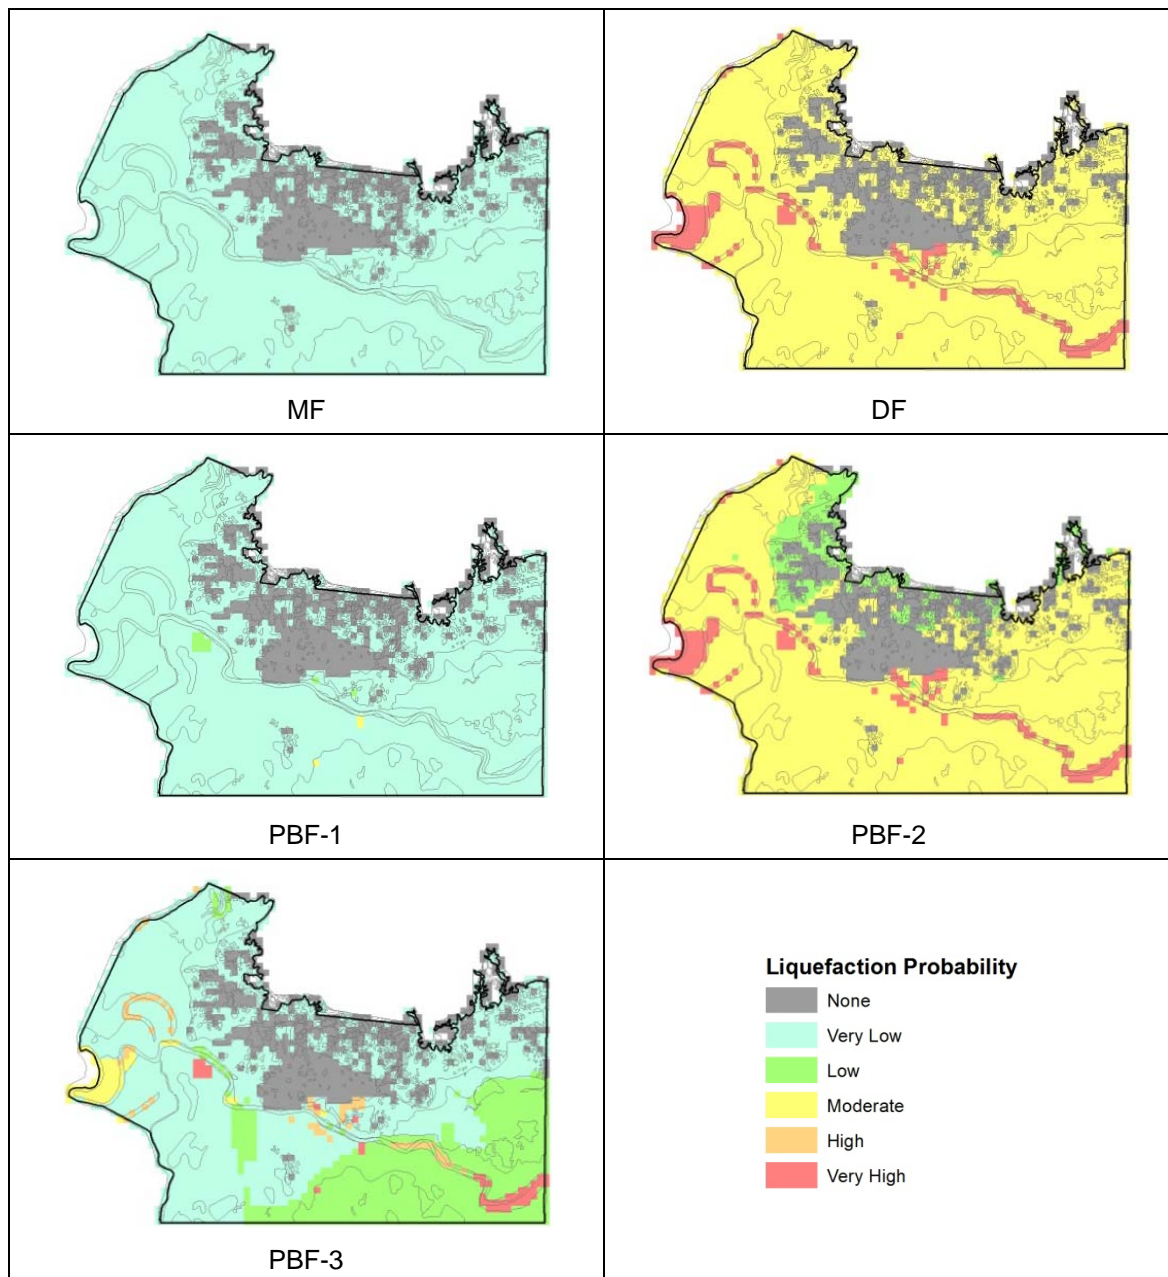 MF
DF
PBF-1
PBF-2
PBF-3
Liquefaction Probability
None
Very Low
Low
Moderate
High
Very High